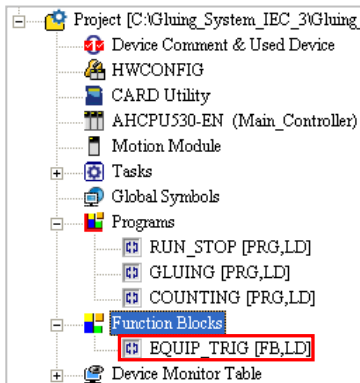 Project [C:\Gluing_System_IEC_3\Gluing_
Device Comment & Used Device
HWCONFIG
CARD Utility
AHCPU530-EN (Main_Controller)
Motion Module
Tasks
Global Symbols
Programs
RUN_STOP [PRG,LD]
GLUING [PRG,LD]
COUNTING [PRG,LD]
Function Blocks
EQUIP_TRIG [FB,LD]
Device Monitor Table